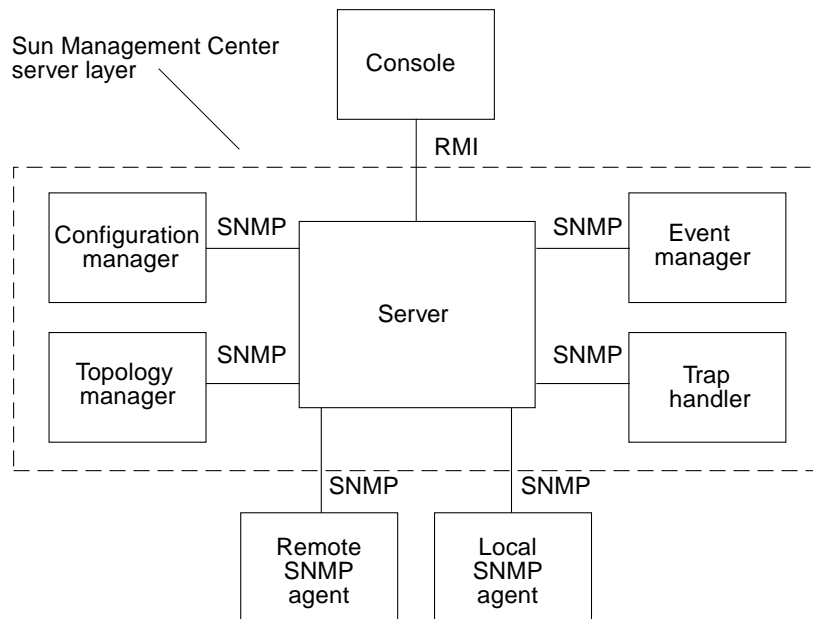 Sun Management Center
server layer
Console
RMI
Configuration
manager
SNMP
SNMP
Event
manager
Server
Topology
manager
SNMP
SNMP
Trap
handler
SNMP
SNMP
Remote
SNMP
agent
Local
SNMP
agent